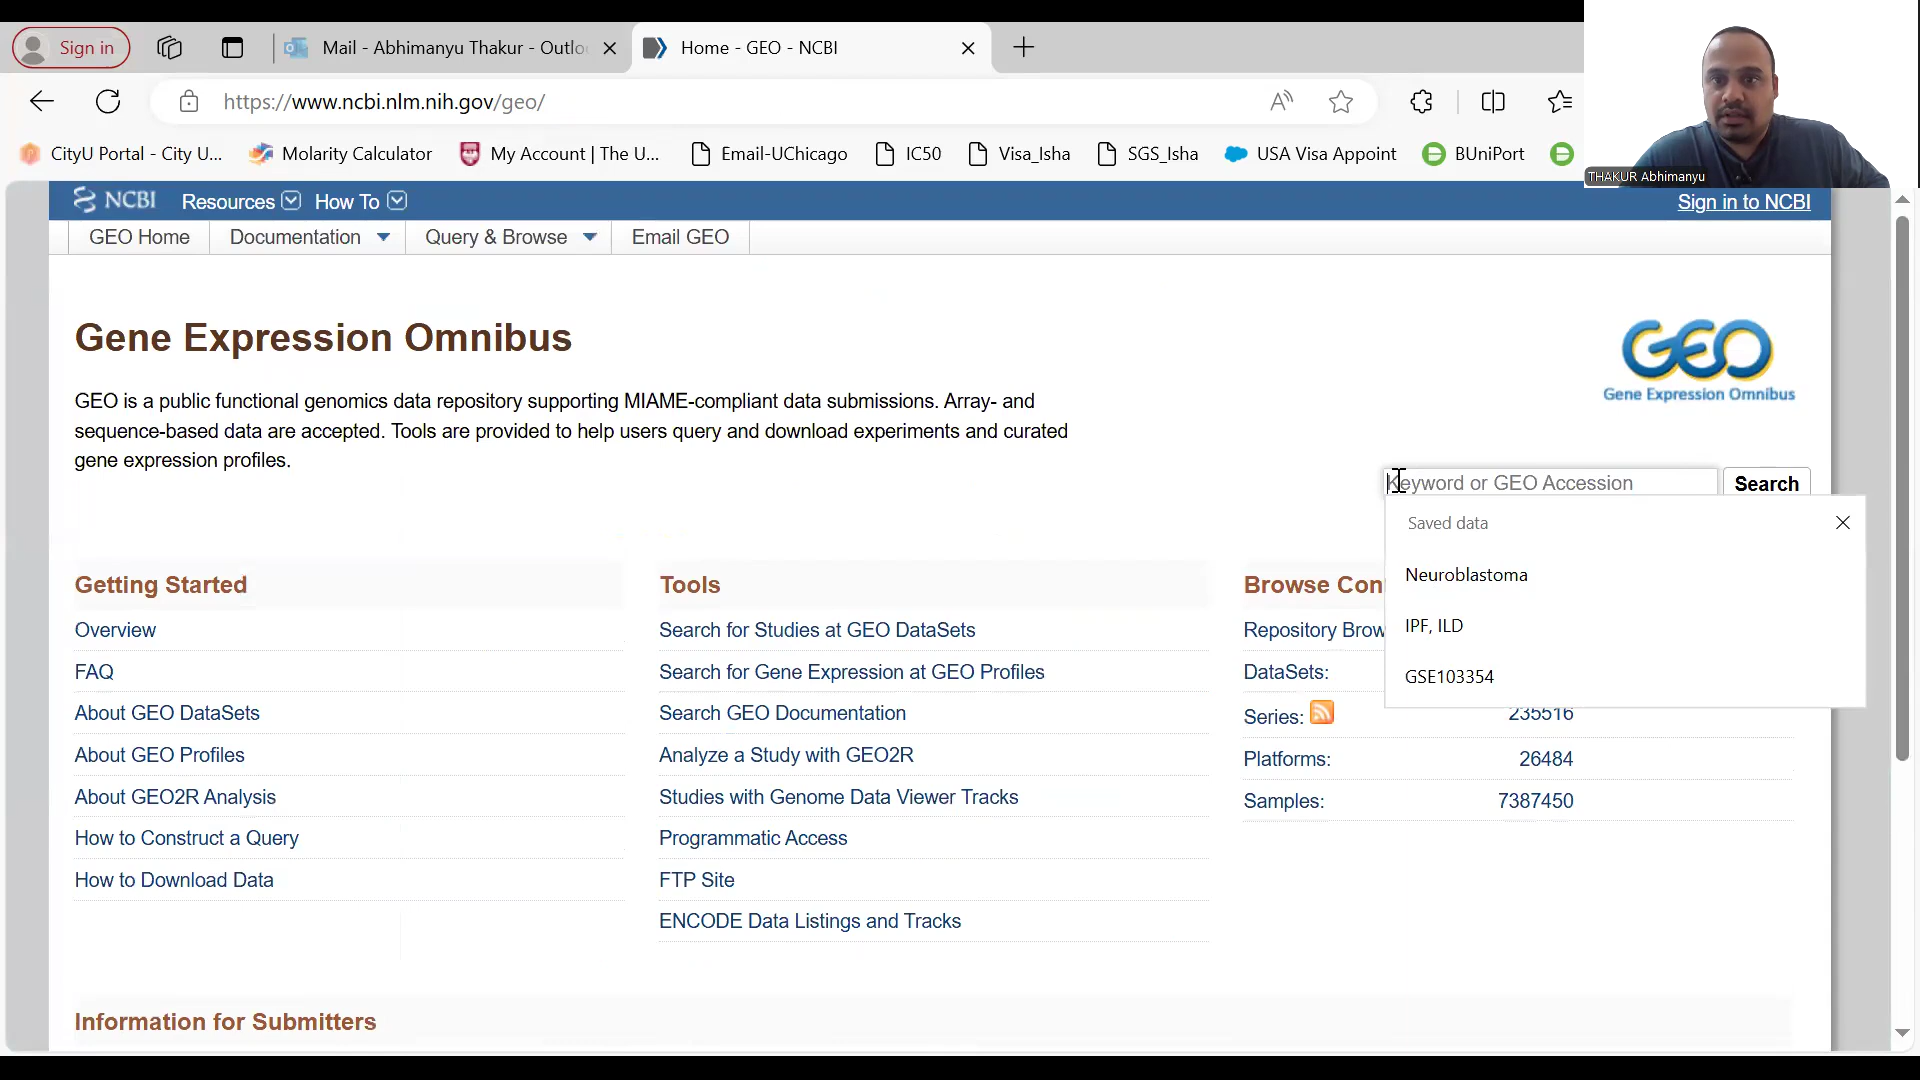 Sign in
Mail - Abhimanyu Thakur - Outlo
Home - GEO - NCBI
https://www.ncbi.nlm.nih.gov/geo/
CityU Portal - City U...
Molarity Calculator
My Account | The U...
Email-UChicago
IC50
Visa_Isha
SGS_Isha
USA Visa Appoint
BUniPort
THAKUR Abhimanyu
NCBI
Resources
How To
Sign in to NCBI
GEO Home
Documentation
Query & Browse
Email GEO
Gene Expression Omnibus
GEO
Gene Expression Omnibus
GEO is a public functional genomics data repository supporting MIAME-compliant data submissions. Array- and
sequence-based data are accepted. Tools are provided to help users query and download experiments and curated
gene expression profiles.
Keyword or GEO Accession
Search
Saved data
Neuroblastoma
IPF, ILD
GSE103354
Getting Started
Overview
FAQ
About GEO DataSets
About GEO Profiles
About GEO2R Analysis
How to Construct a Query
How to Download Data
Tools
Search for Studies at GEO DataSets
Search for Gene Expression at GEO Profiles
Search GEO Documentation
Analyze a Study with GEO2R
Studies with Genome Data Viewer Tracks
Programmatic Access
FTP Site
ENCODE Data Listings and Tracks
Browse Con
Repository Brow
DataSets:
Series: 235516
Platforms: 26484
Samples: 7387450
Information for Submitters